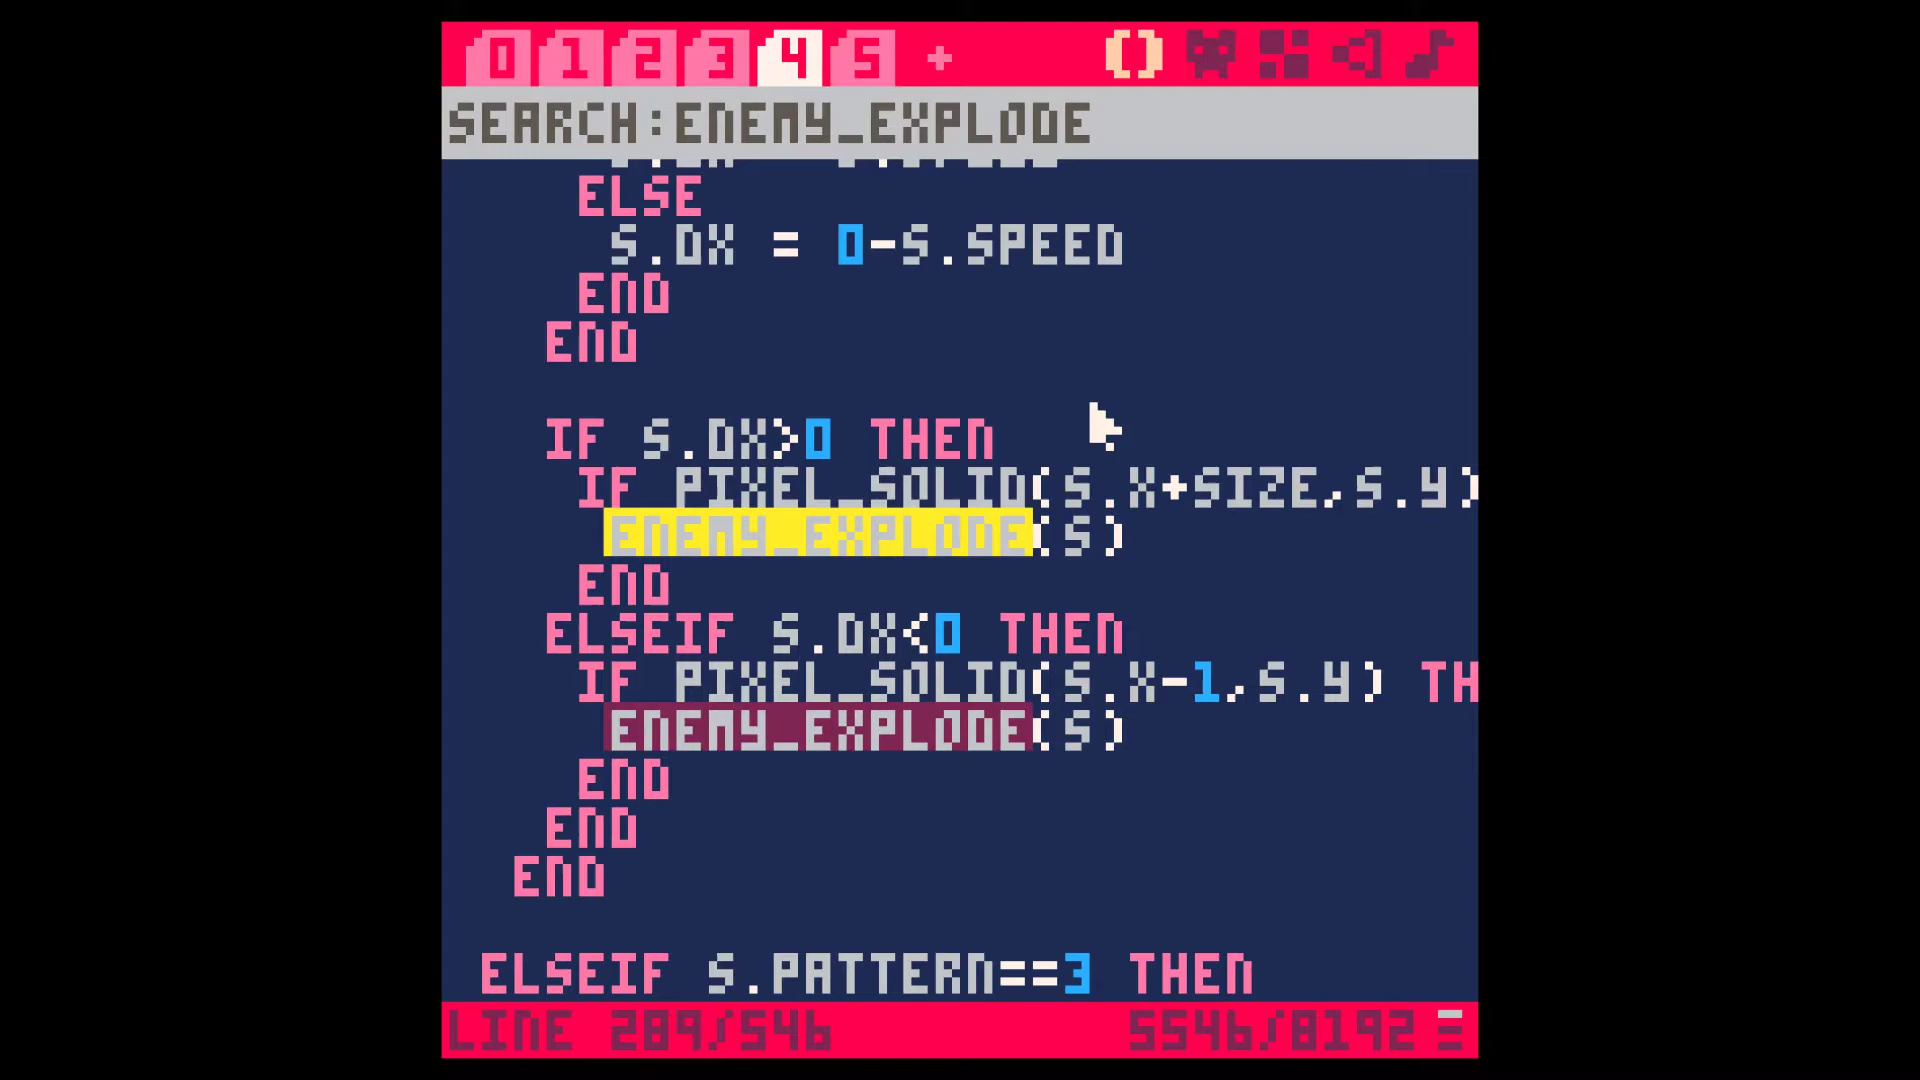 0 1 2 3 4 5 +
SEARCH:ENEMY_EXPLODE
ELSE
S.DX = 0-S.SPEED
END
END
IF S.DX>0 THEN
IF PIXEL_SOLID(S.X+SIZE,S.Y)
ENEMY_EXPLODE(S)
END
ELSEIF S.DX<0 THEN
IF PIXEL_SOLID(S.X-1,S.Y) TH
ENEMY_EXPLODE(S)
END
END
END
ELSEIF S.PATTERN==3 THEN
LINE 289/546 5546/8192